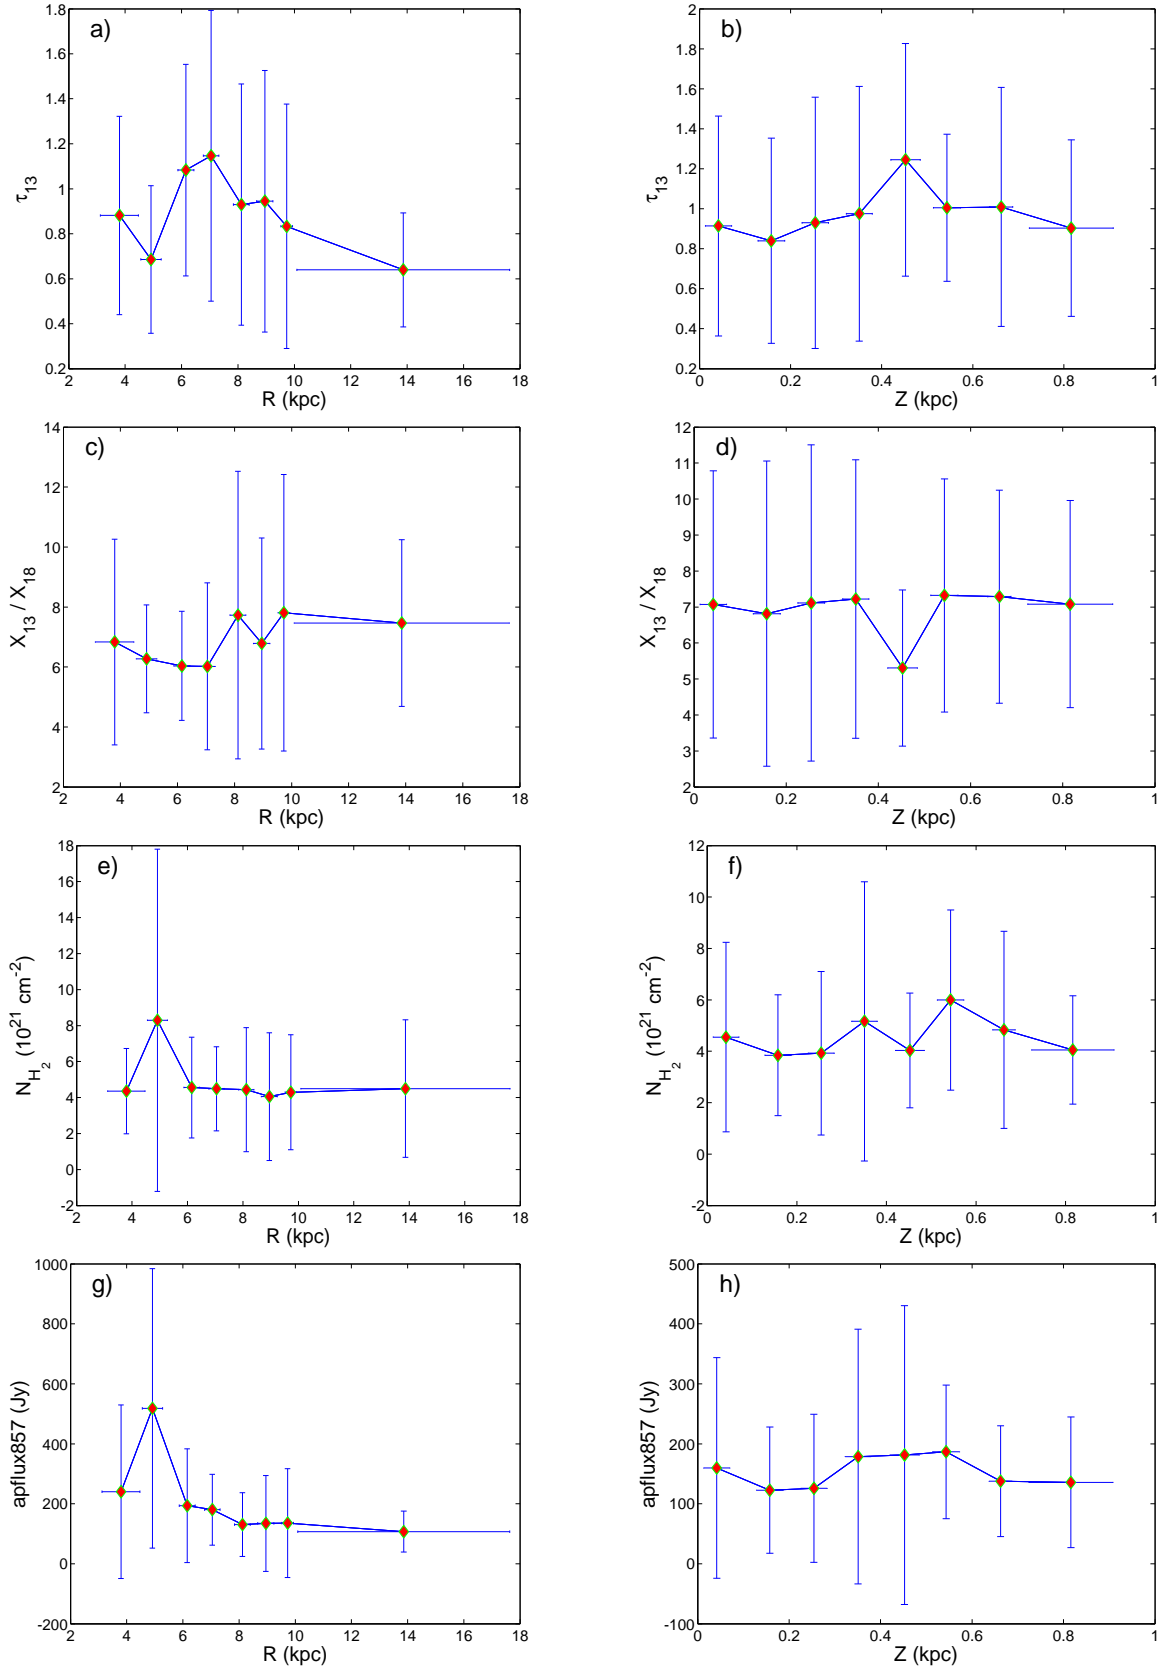 a)
1.8
1.6
1.4
1.2
1
0.8
0.6
0.4
0.2
τ13
2 4 6 8 10 12 14 16 18
R (kpc)
b)
2
1.8
1.6
1.4
1.2
1
0.8
0.6
0.4
0.2
τ13
0 0.2 0.4 0.6 0.8 1
Z (kpc)
c)
14
12
10
8
6
4
2
X13 / X18
2 4 6 8 10 12 14 16 18
R (kpc)
d)
12
11
10
9
8
7
6
5
4
3
2
X13 / X18
0 0.2 0.4 0.6 0.8 1
Z (kpc)
e)
18
16
14
12
10
8
6
4
2
0
-2
NH2 (10^21 cm^-2)
2 4 6 8 10 12 14 16 18
R (kpc)
f)
12
10
8
6
4
2
0
-2
NH2 (10^21 cm^-2)
0 0.2 0.4 0.6 0.8 1
Z (kpc)
g)
1000
800
600
400
200
0
-200
apflux857 (Jy)
2 4 6 8 10 12 14 16 18
R (kpc)
h)
500
400
300
200
100
0
-100
apflux857 (Jy)
0 0.2 0.4 0.6 0.8 1
Z (kpc)